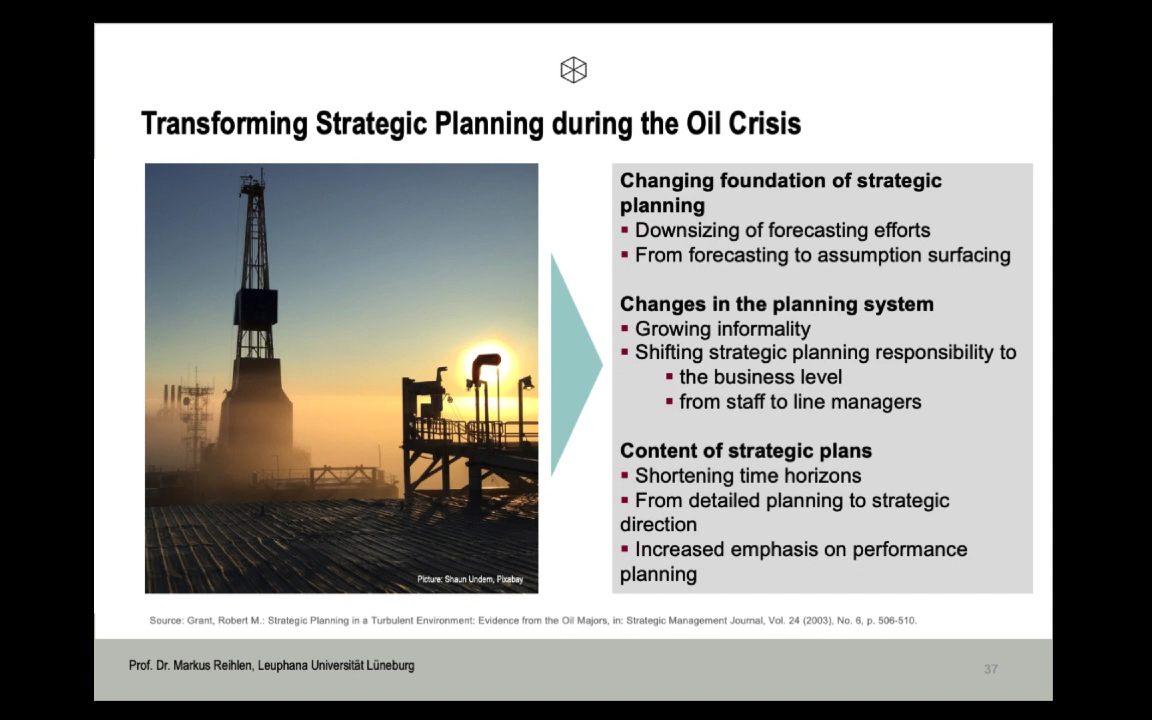 Transforming Strategic Planning during the Oil Crisis
Changing foundation of strategic
planning
▪ Downsizing of forecasting efforts
▪ From forecasting to assumption surfacing
Changes in the planning system
▪ Growing informality
▪ Shifting strategic planning responsibility to
▪ the business level
▪ from staff to line managers
Content of strategic plans
▪ Shortening time horizons
▪ From detailed planning to strategic
direction
▪ Increased emphasis on performance
planning
Picture: Shaun Undem, Pixabay
Source: Grant, Robert M.: Strategic Planning in a Turbulent Environment: Evidence from the Oil Majors, in: Strategic Management Journal, Vol. 24 (2003), No. 6, p. 506-510.
Prof. Dr. Markus Reihlen, Leuphana Universität Lüneburg
37